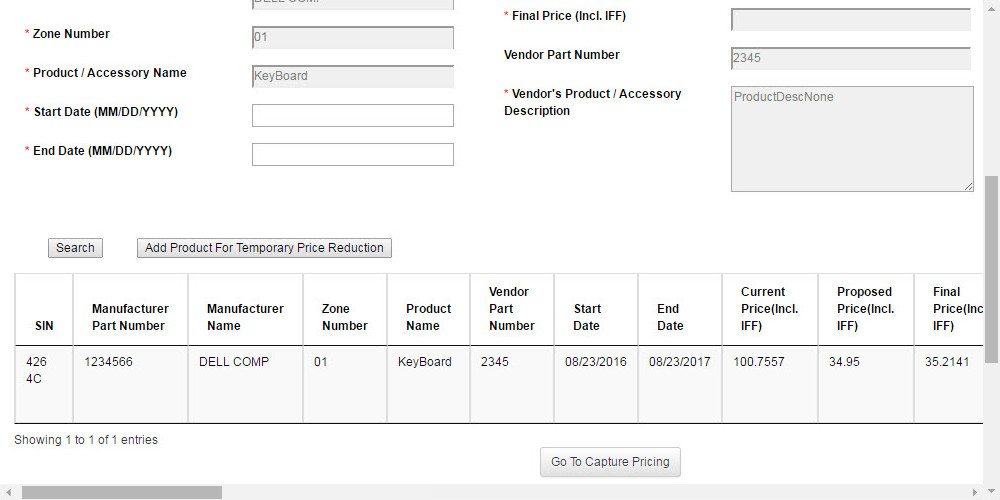 DELL COMP
* Zone Number
01
* Product / Accessory Name
KeyBoard
* Start Date (MM/DD/YYYY)
* End Date (MM/DD/YYYY)
* Final Price (Incl. IFF)
Vendor Part Number
2345
* Vendor's Product / Accessory
Description
ProductDescNone
Search
Add Product For Temporary Price Reduction
SIN
Manufacturer
Part Number
Manufacturer
Name
Zone
Number
Product
Name
Vendor
Part
Number
Start
Date
End
Date
Current
Price(Incl.
IFF)
Proposed
Price(Incl.
IFF)
Final
Price(Inc
IFF)
426
4C
1234566
DELL COMP
01
KeyBoard
2345
08/23/2016
08/23/2017
100.7557
34.95
35.2141
Showing 1 to 1 of 1 entries
Go To Capture Pricing